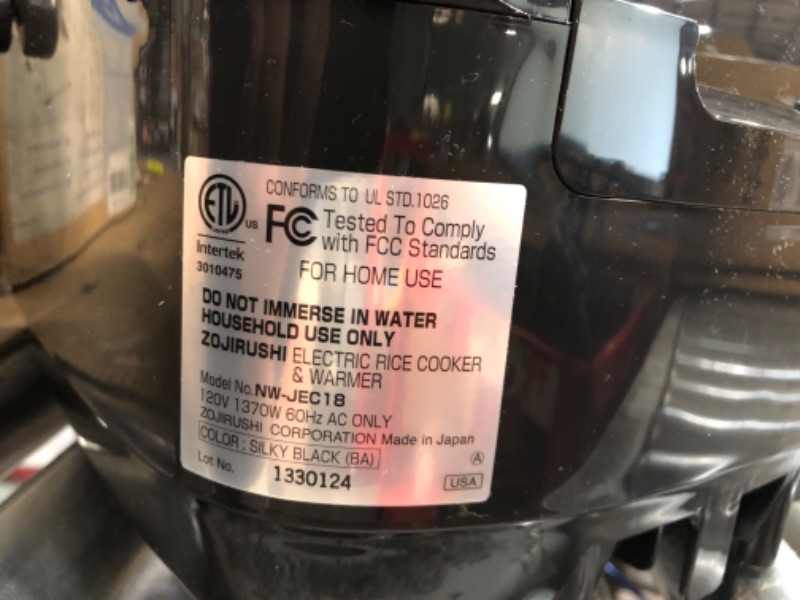 CONFORMS TO UL STD.1026
ETL US
Intertek
3010475
FC Tested To Comply
with FCC Standards
FOR HOME USE
DO NOT IMMERSE IN WATER
HOUSEHOLD USE ONLY
ZOJIRUSHI ELECTRIC RICE COOKER
& WARMER
Model No.NW-JEC18
120V 1370W 60Hz AC ONLY
ZOJIRUSHI CORPORATION Made in Japan
COLOR : SILKY BLACK (BA) A
Lot No. 1330124 USA